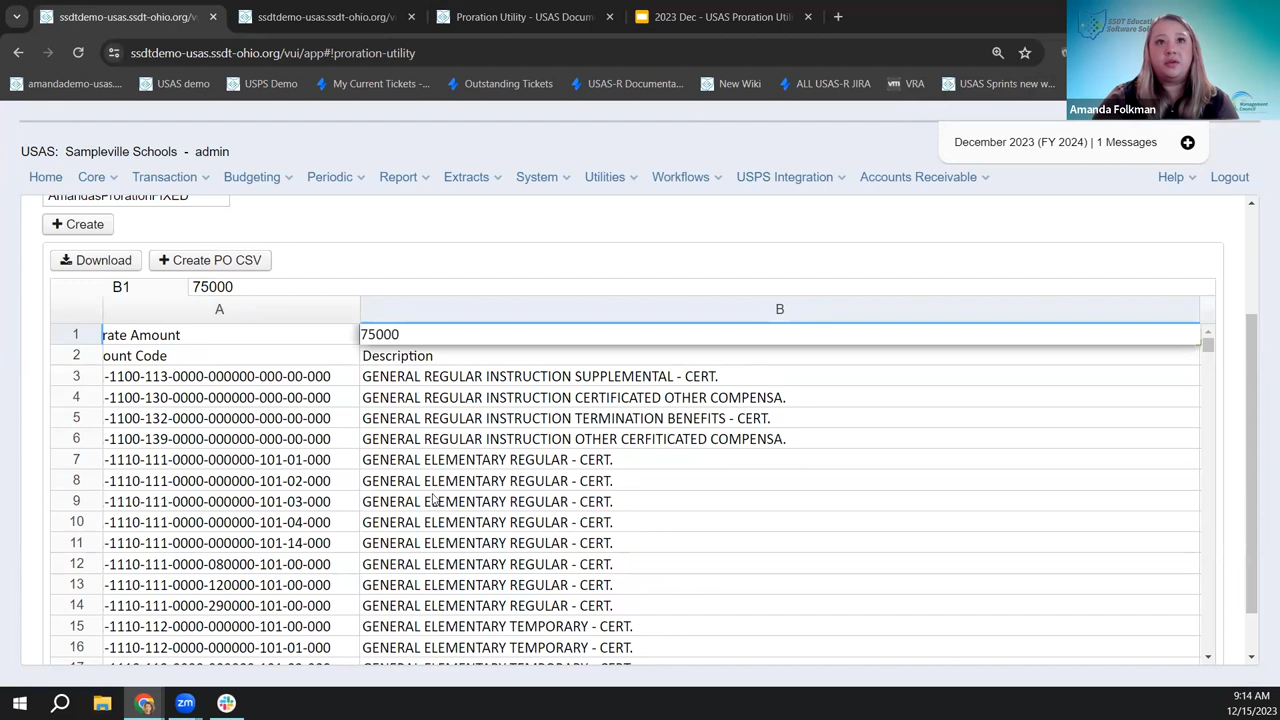 ssdtdemo-usas.ssdt-ohio.org/v
ssdtdemo-usas.ssdt-ohio.org/v
Proration Utility - USAS Docum
2023 Dec - USAS Proration Util
ssdtdemo-usas.ssdt-ohio.org/vui/app#!proration-utility
amandademo-usas....
USAS demo
USPS Demo
My Current Tickets -...
Outstanding Tickets
USAS-R Documenta...
New Wiki
ALL USAS-R JIRA
vm VRA
USAS Sprints new w...
SSDT Educati
Software So
Management
Council
Amanda Folkman
USAS: Sampleville Schools - admin
December 2023 (FY 2024) | 1 Messages
Home Core Transaction Budgeting Periodic Report Extracts System Utilities Workflows USPS Integration Accounts Receivable Help Logout
AmandasProrationFIXED
Create
Download Create PO CSV
B1 75000
A B
1 rate Amount 75000
2 ount Code Description
3 -1100-113-0000-000000-000-00-000 GENERAL REGULAR INSTRUCTION SUPPLEMENTAL - CERT.
4 -1100-130-0000-000000-000-00-000 GENERAL REGULAR INSTRUCTION CERTIFICATED OTHER COMPENSA.
5 -1100-132-0000-000000-000-00-000 GENERAL REGULAR INSTRUCTION TERMINATION BENEFITS - CERT.
6 -1100-139-0000-000000-000-00-000 GENERAL REGULAR INSTRUCTION OTHER CERFITICATED COMPENSA.
7 -1110-111-0000-000000-101-01-000 GENERAL ELEMENTARY REGULAR - CERT.
8 -1110-111-0000-000000-101-02-000 GENERAL ELEMENTARY REGULAR - CERT.
9 -1110-111-0000-000000-101-03-000 GENERAL ELEMENTARY REGULAR - CERT.
10 -1110-111-0000-000000-101-04-000 GENERAL ELEMENTARY REGULAR - CERT.
11 -1110-111-0000-000000-101-14-000 GENERAL ELEMENTARY REGULAR - CERT.
12 -1110-111-0000-080000-101-00-000 GENERAL ELEMENTARY REGULAR - CERT.
13 -1110-111-0000-120000-101-00-000 GENERAL ELEMENTARY REGULAR - CERT.
14 -1110-111-0000-290000-101-00-000 GENERAL ELEMENTARY REGULAR - CERT.
15 -1110-112-0000-000000-101-00-000 GENERAL ELEMENTARY TEMPORARY - CERT.
16 -1110-112-0000-000000-101-01-000 GENERAL ELEMENTARY TEMPORARY - CERT.
17 GENERAL ELEMENTARY TEMPORARY - CERT.
zm
9:14 AM
12/15/2023